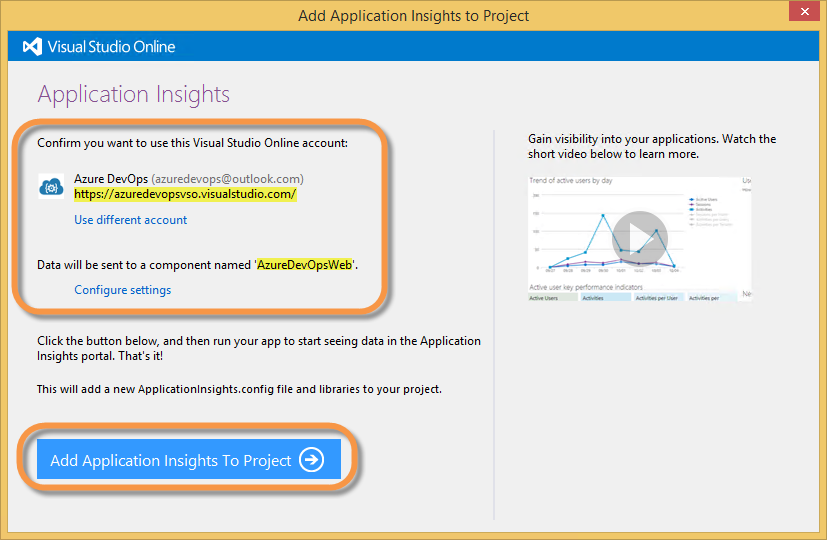 Add Application Insights to Project
Visual Studio Online
Application Insights
Confirm you want to use this Visual Studio Online account:
Azure DevOps (azuredevops@outlook.com)
https://azuredevopsvso.visualstudio.com/
Use different account
Data will be sent to a component named 'AzureDevOpsWeb'.
Configure settings
Click the button below, and then run your app to start seeing data in the Application
Insights portal. That's it!
This will add a new ApplicationInsights.config file and libraries to your project.
Add Application Insights To Project
Gain visibility into your applications. Watch the
short video below to learn more.
Trend of active users by day
Active Users
Sessions
Activities
Active user key performance indicators
Active Users
Activities
Activities per User
Activities per